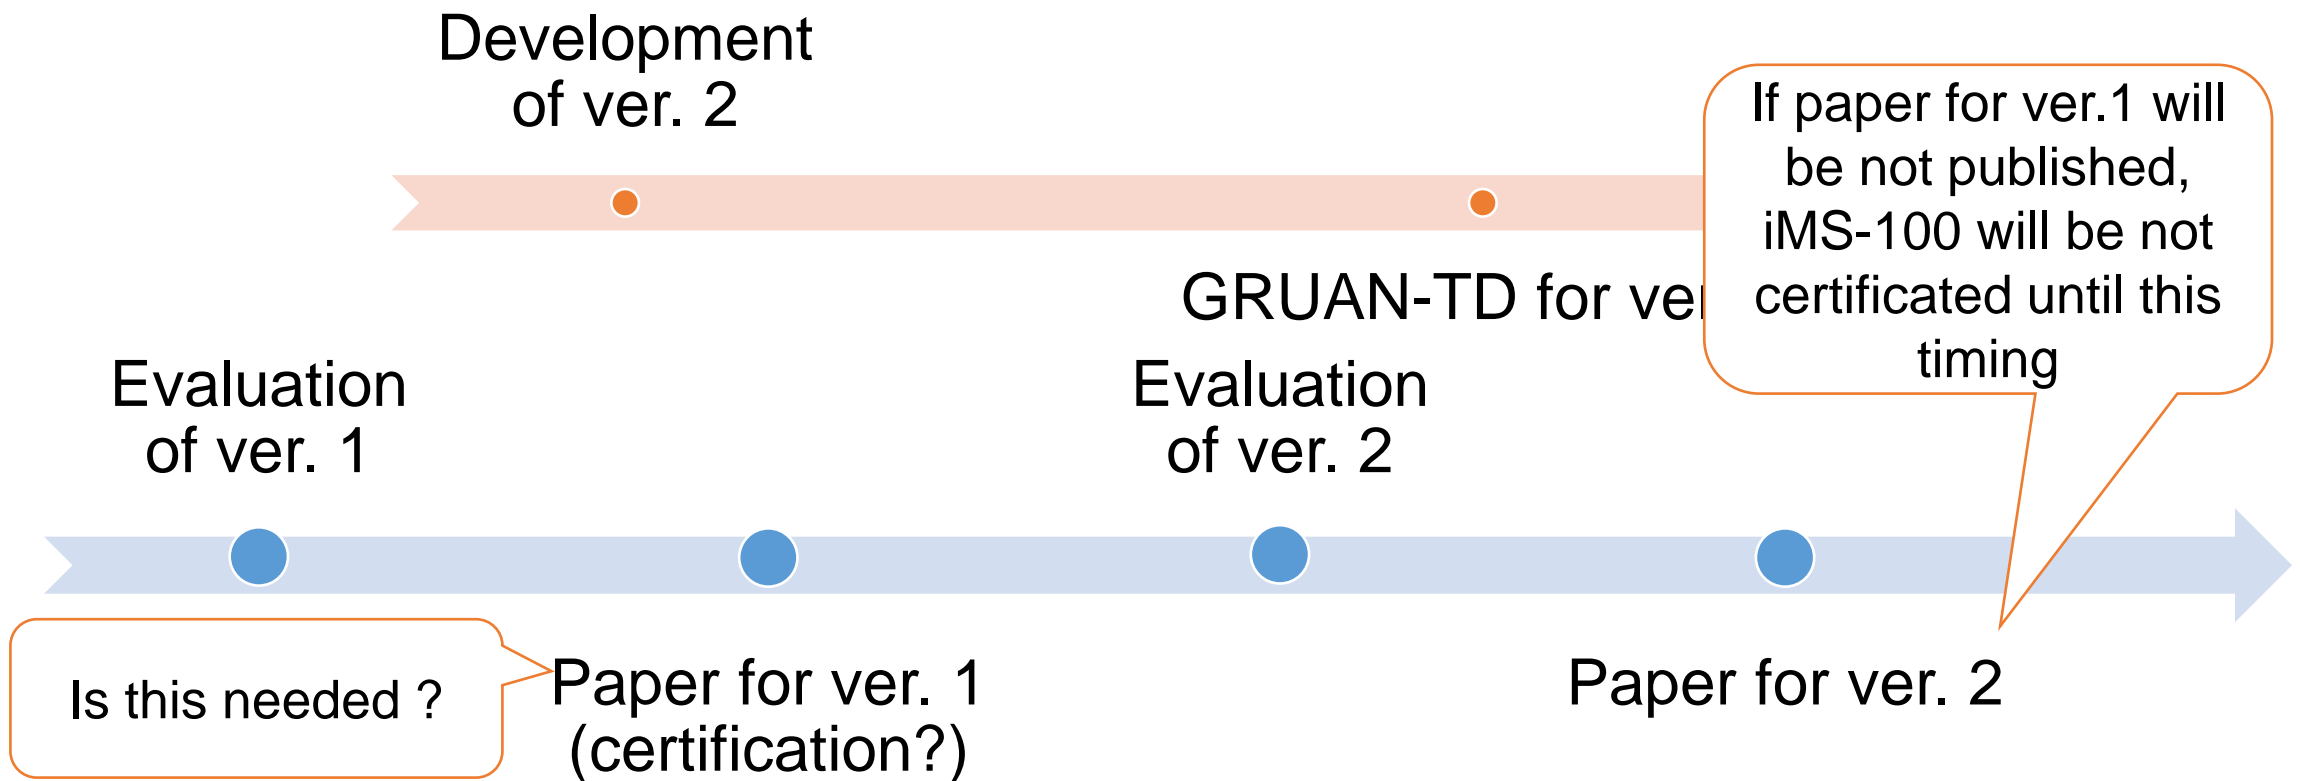 Development
of ver. 2
If paper for ver.1 will
be not published,
iMS-100 will be not
certificated until this
timing
GRUAN-TD for ve
Evaluation
of ver. 1
Evaluation
of ver. 2
Is this needed ?
Paper for ver. 1
(certification?)
Paper for ver. 2